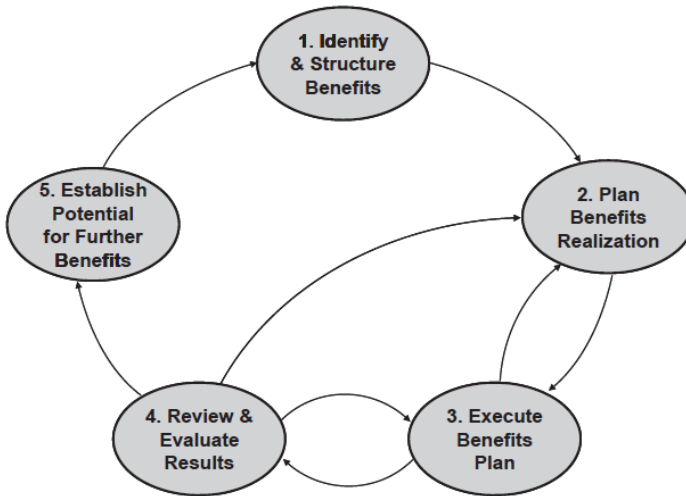 1. Identify
& Structure
Benefits
2. Plan
Benefits
Realization
3. Execute
Benefits
Plan
4. Review &
Evaluate
Results
5. Establish
Potential
for Further
Benefits